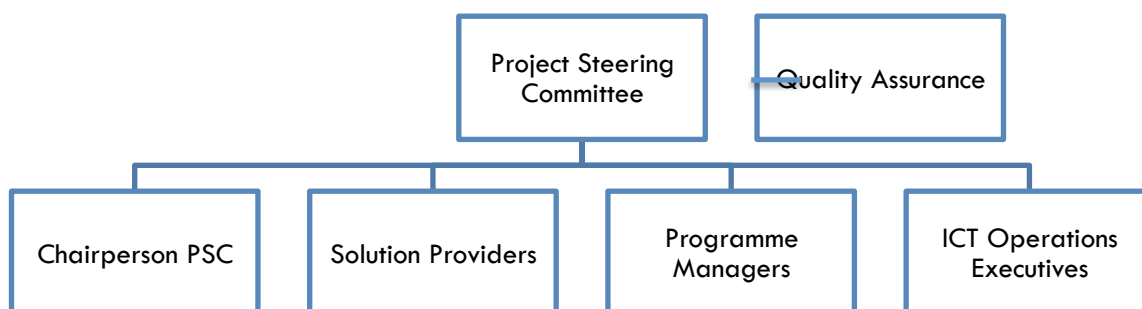 Project Steering
Committee
Quality Assurance
Chairperson PSC
Solution Providers
Programme
Managers
ICT Operations
Executives